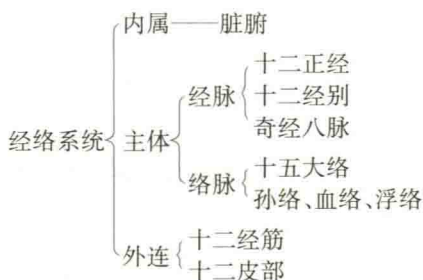 内属——脏腑
十二正经
经脉
十二经别
奇经八脉
经络系统
主体
十五大络
络脉
孙络、血络、浮络
十二经筋
外连
十二皮部